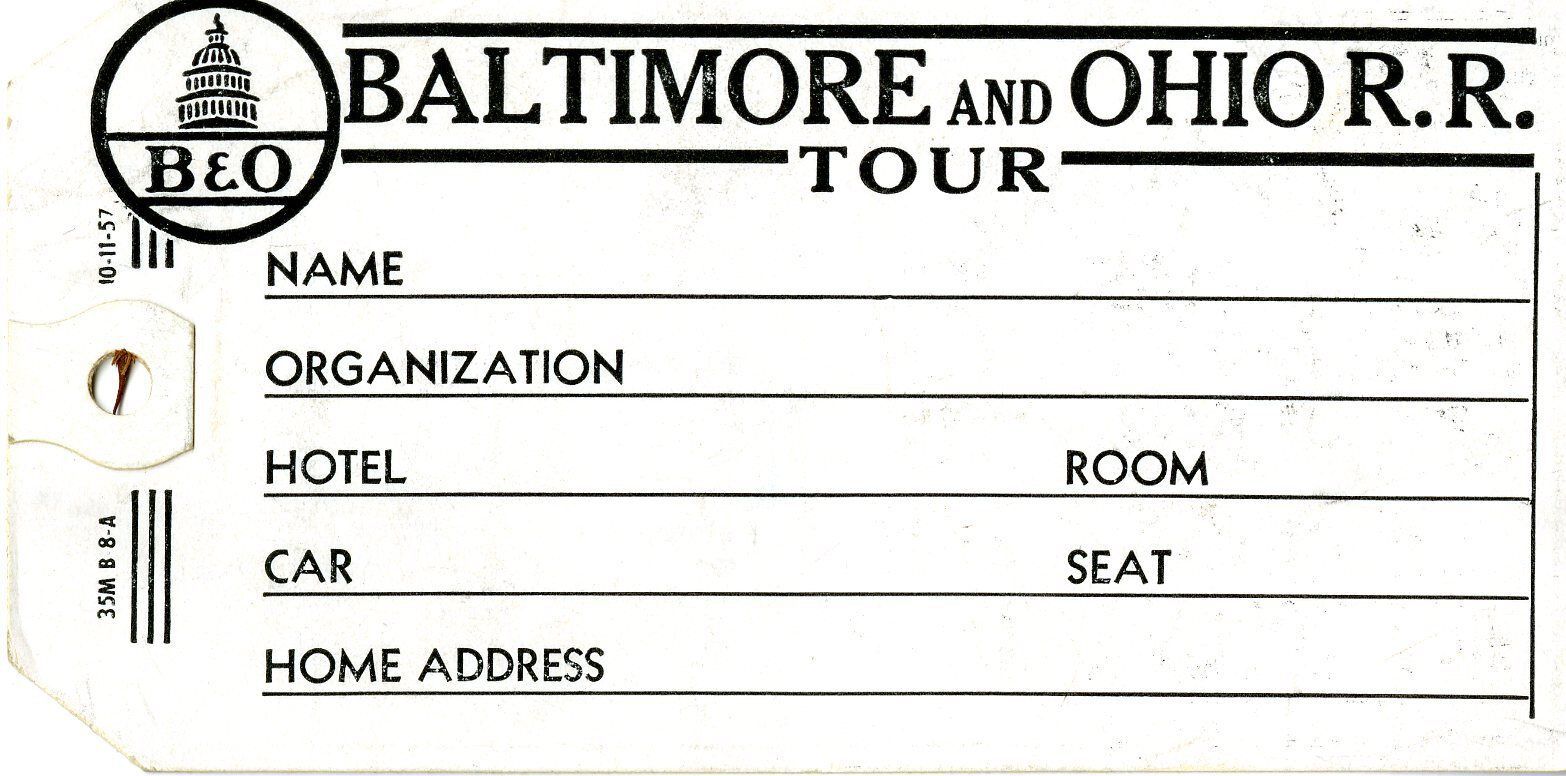 BALTIMORE AND OHIO R.R.
B&O
TOUR
10-11-57
NAME
ORGANIZATION
HOTEL ROOM
CAR SEAT
35M B 8-A
HOME ADDRESS